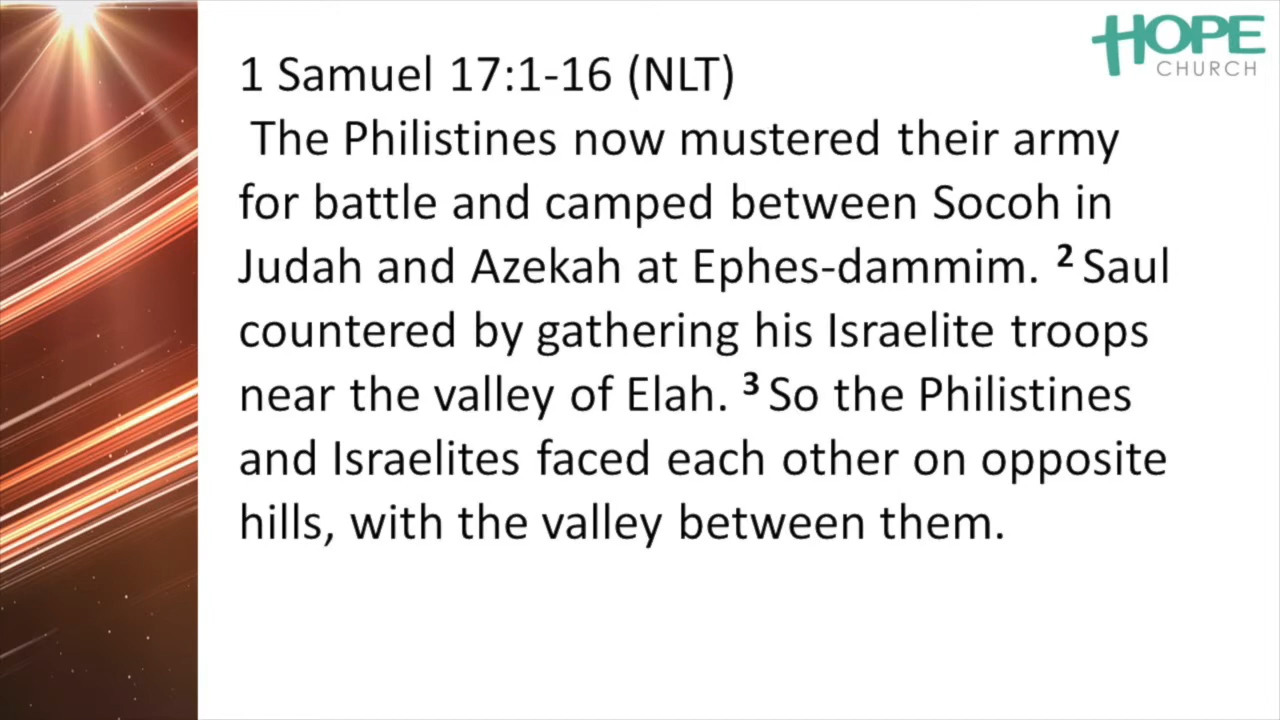 HOPE
CHURCH
1 Samuel 17:1-16 (NLT)
The Philistines now mustered their army
for battle and camped between Socoh in
Judah and Azekah at Ephes-dammim. ² Saul
countered by gathering his Israelite troops
near the valley of Elah. ³ So the Philistines
and Israelites faced each other on opposite
hills, with the valley between them.